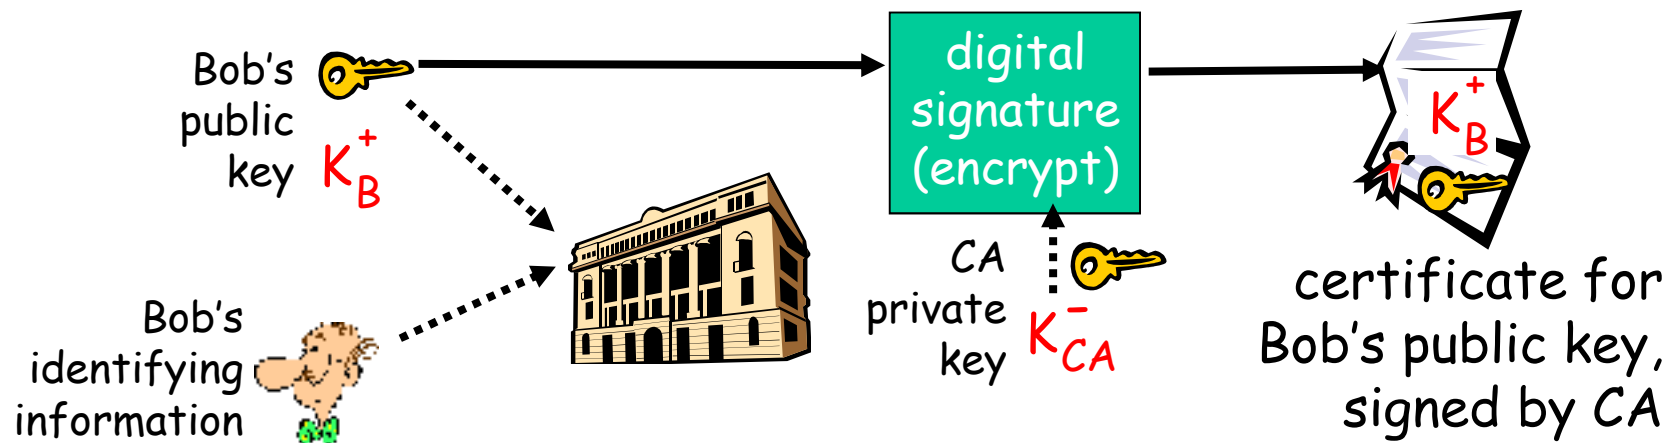 Bob's
public
key
K
+
B
Bob's
identifying
information
digital
signature
(encrypt)
CA
private
key
K
-
CA
K
+
B
certificate for
Bob's public key,
signed by CA